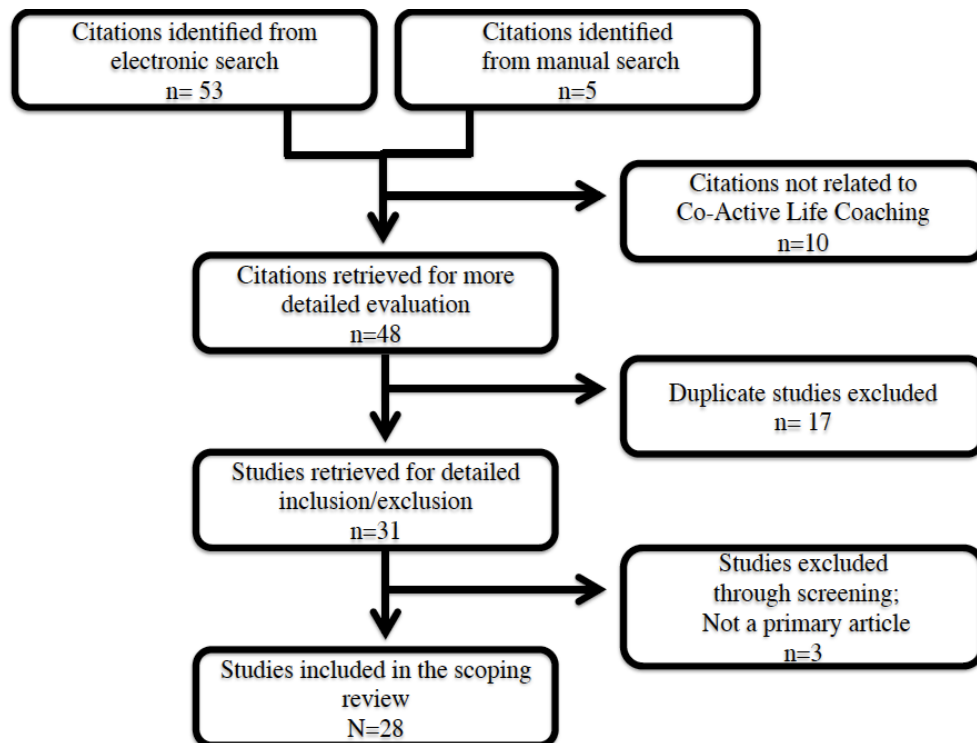 Citations identified from
electronic search
n= 53
Citations identified
from manual search
n=5
Citations not related to
Co-Active Life Coaching
n=10
Citations retrieved for more
detailed evaluation
n=48
Duplicate studies excluded
n= 17
Studies retrieved for detailed
inclusion/exclusion
n=31
Studies excluded
through screening;
Not a primary article
n=3
Studies included in the scoping
review
N=28